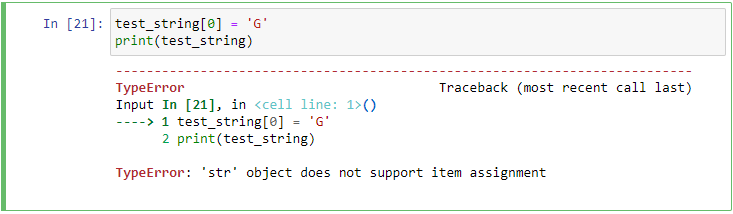 In [21]: test_string[0] = 'G'
print(test_string)
---------------------------------------------------------------------------
TypeError                                 Traceback (most recent call last)
Input In [21], in <cell line: 1>()
----> 1 test_string[0] = 'G'
      2 print(test_string)
TypeError: 'str' object does not support item assignment